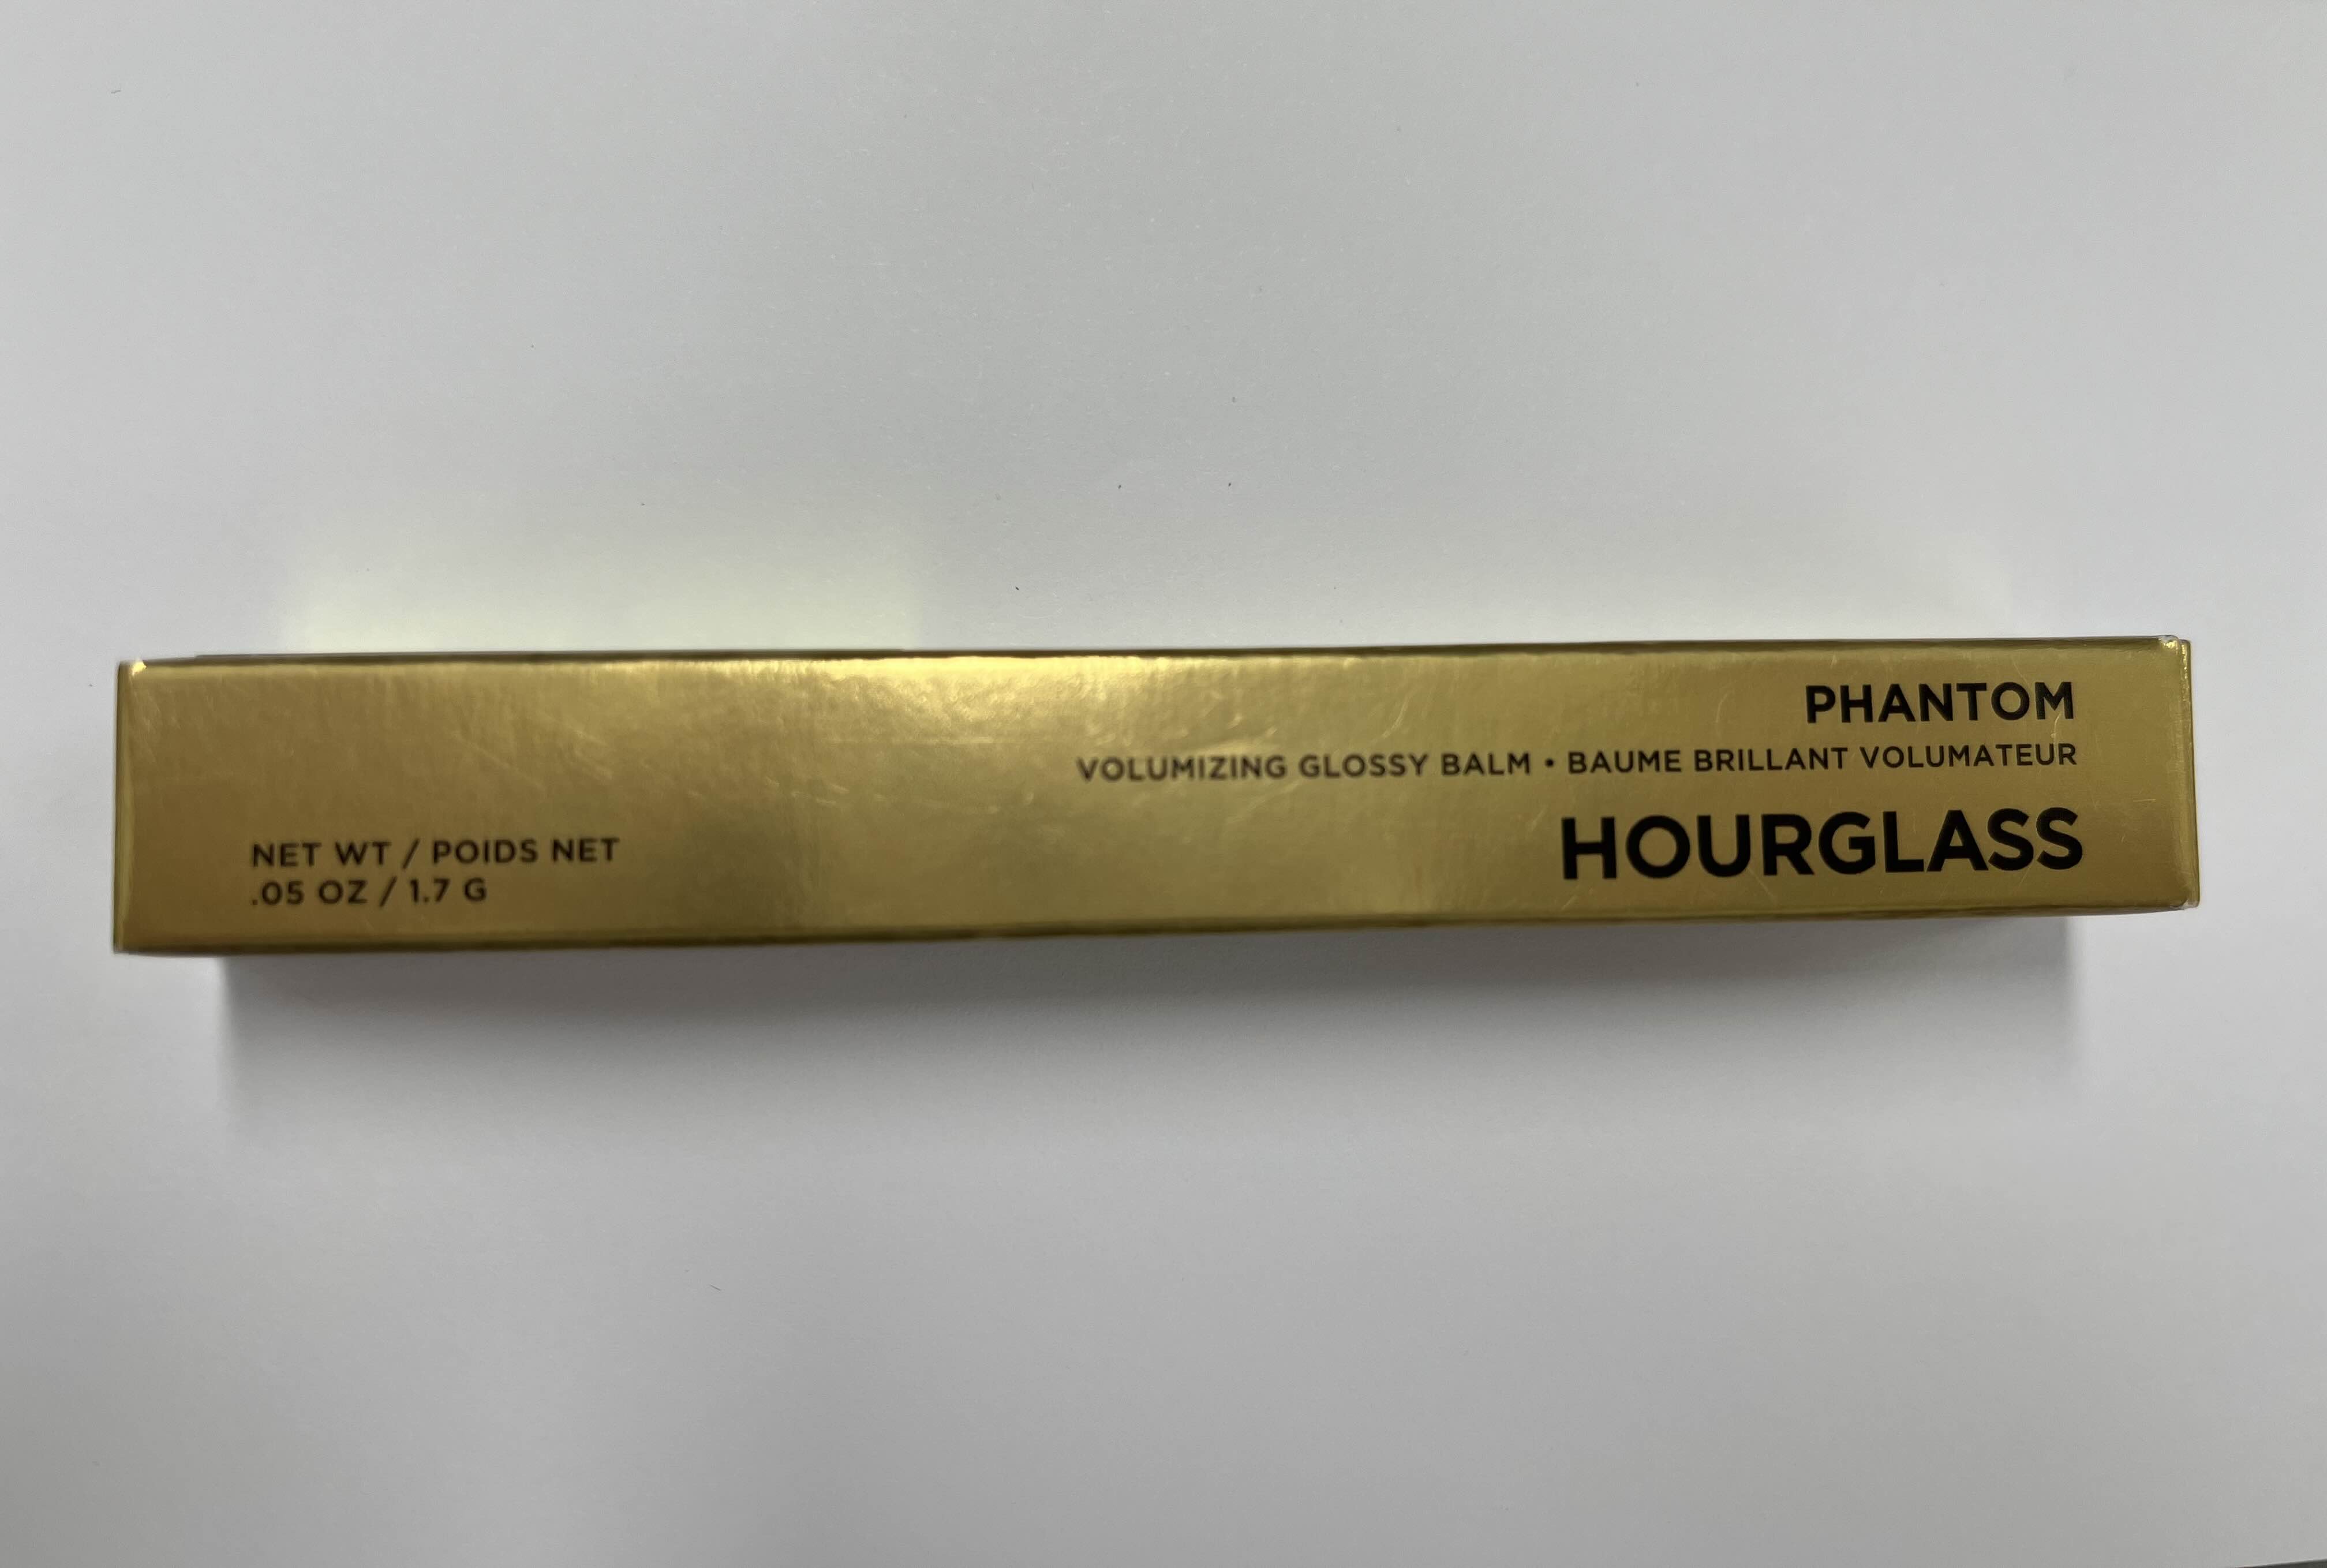 PHANTOM
VOLUMIZING GLOSSY BALM • BAUME BRILLANT VOLUMATEUR
HOURGLASS
NET WT / POIDS NET
.05 OZ / 1.7 G